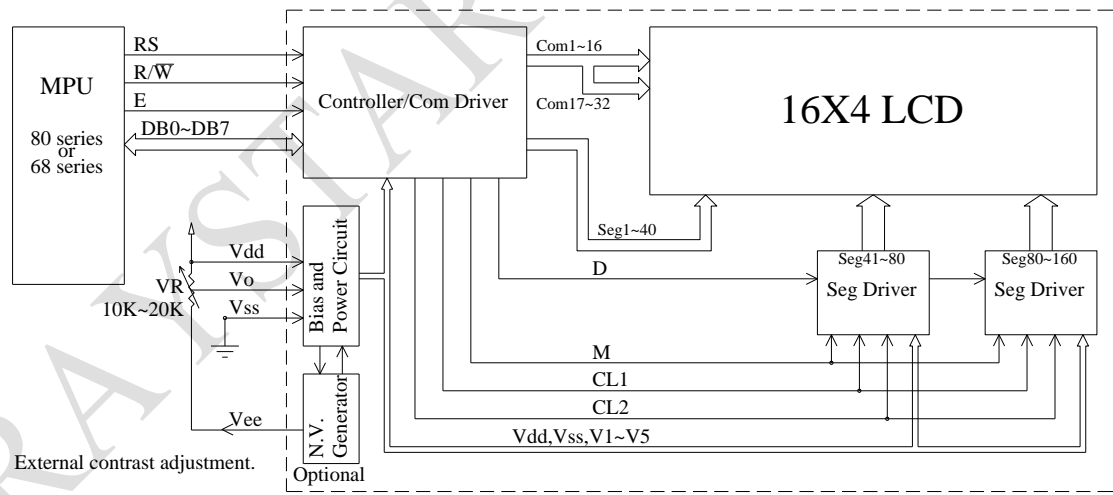 RAYSTAR
MPU
80 series
or
68 series
RS
R/W̅
E
DB0~DB7
Controller/Com Driver
Com1~16
Com17~32
16X4 LCD
Seg1~40
D
Seg41~80
Seg Driver
Seg80~160
Seg Driver
Vdd
Vo
Vss
VR
10K~20K
Bias and
Power Circuit
M
CL1
CL2
Vdd,Vss,V1~V5
Vee
N.V.
Generator
Optional
External contrast adjustment.